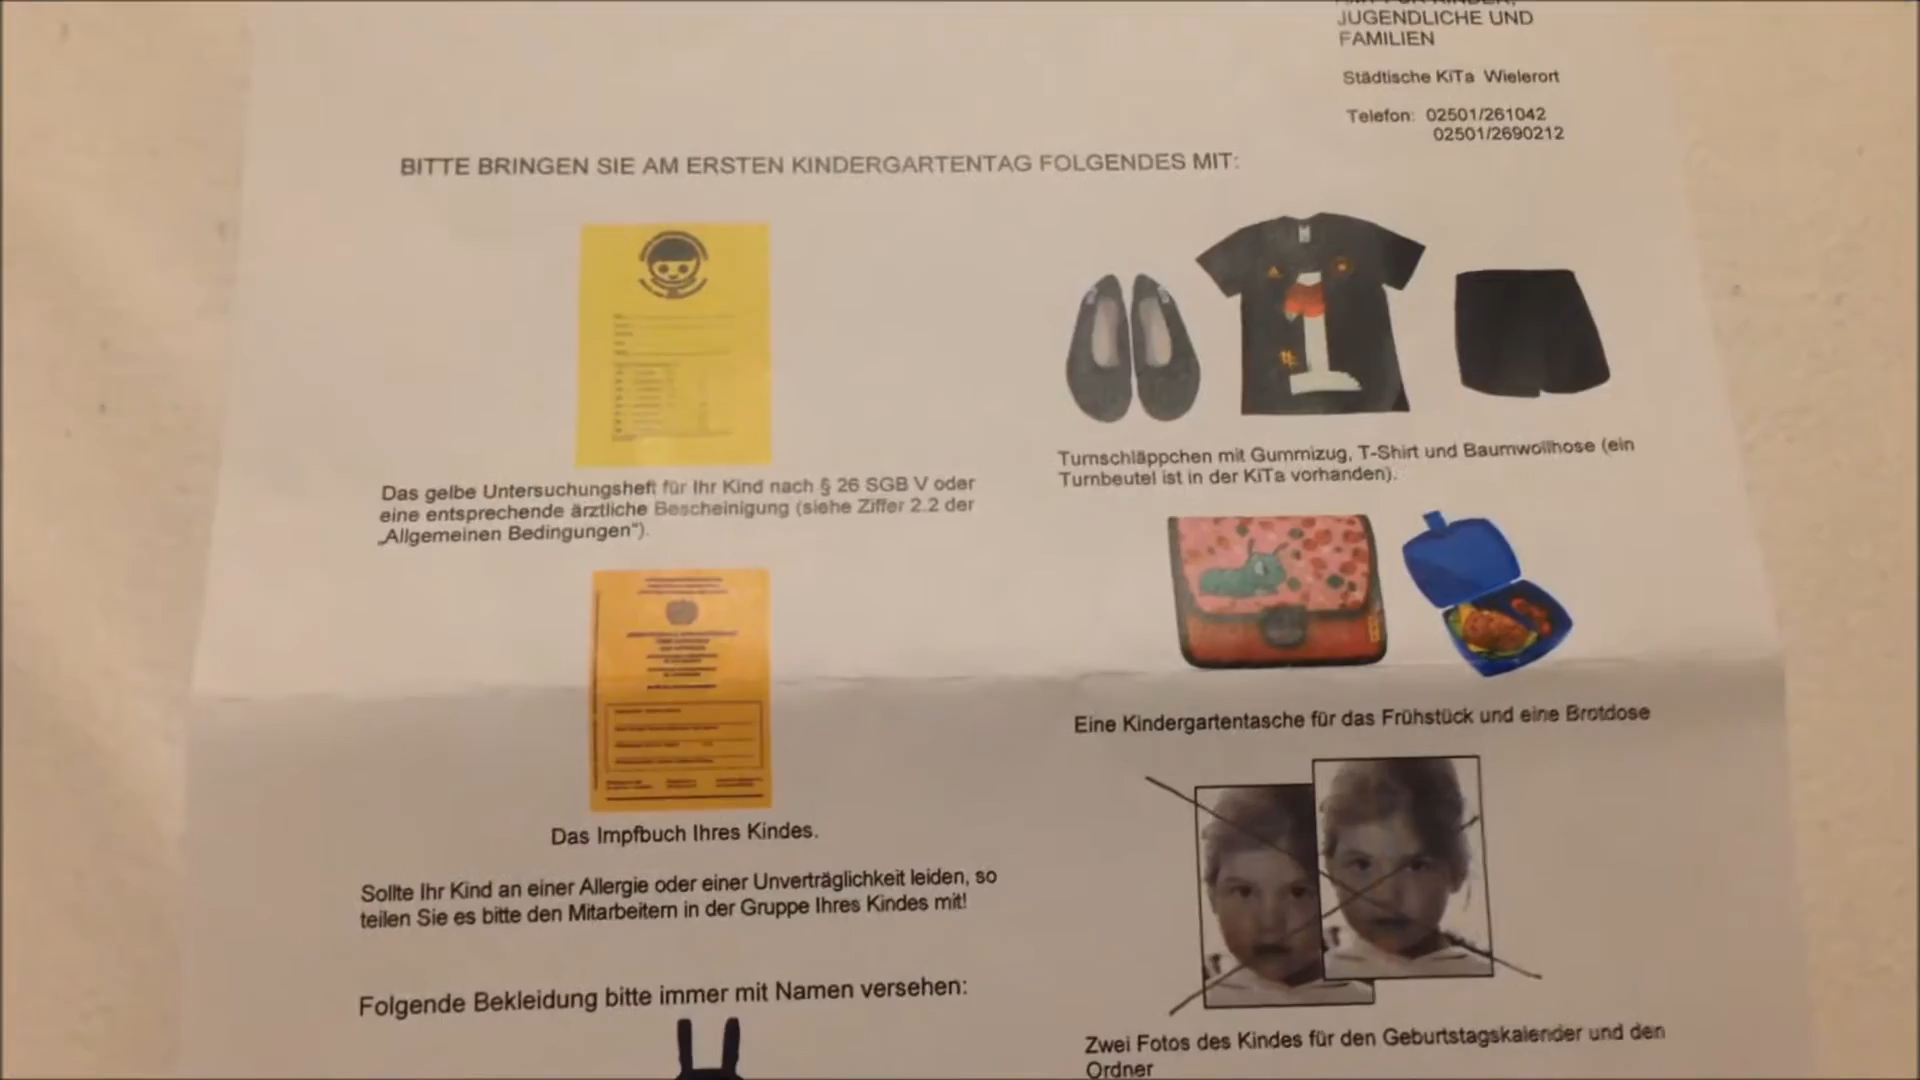 JUGENDLICHE UND
FAMILIEN
Städtische KiTa Wielerort
Telefon: 02501/261042
02501/2690212
BITTE BRINGEN SIE AM ERSTEN KINDERGARTENTAG FOLGENDES MIT:
Das gelbe Untersuchungsheft für Ihr Kind nach § 26 SGB V oder
eine entsprechende ärztliche Bescheinigung (siehe Ziffer 2.2 der
„Allgemeinen Bedingungen").
Das Impfbuch Ihres Kindes.
Sollte Ihr Kind an einer Allergie oder einer Unverträglichkeit leiden, so
teilen Sie es bitte den Mitarbeitern in der Gruppe Ihres Kindes mit!
Folgende Bekleidung bitte immer mit Namen versehen:
Turnschläppchen mit Gummizug, T-Shirt und Baumwollhose (ein
Turnbeutel ist in der KiTa vorhanden).
Eine Kindergartentasche für das Frühstück und eine Brotdose
Zwei Fotos des Kindes für den Geburtstagskalender und den
Ordner